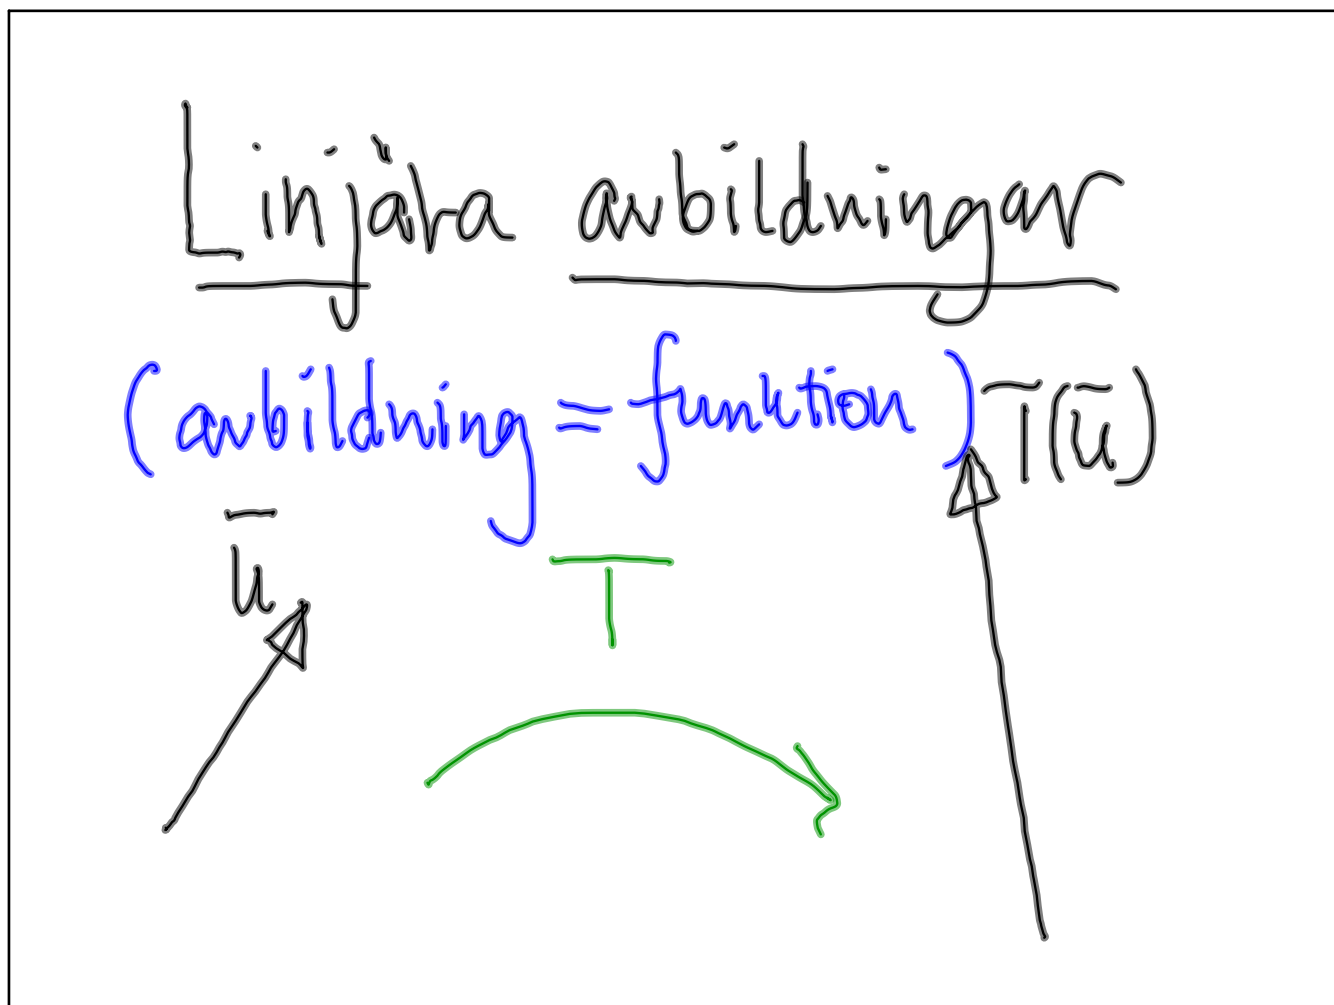 Linjära avbildningar
(avbildning = funktion)
T(ū)
ū
T